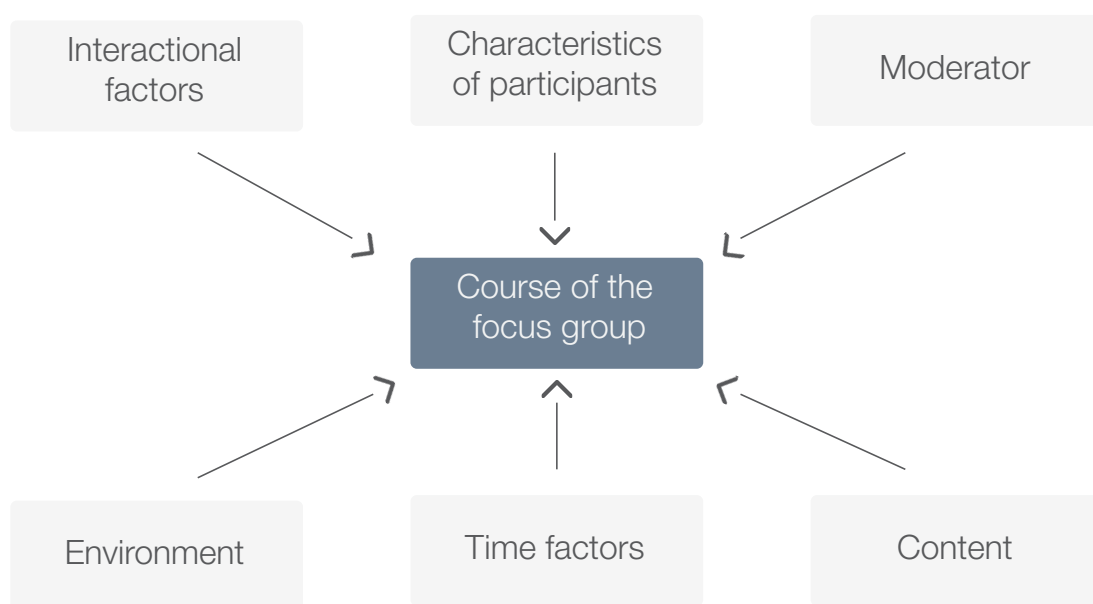 Interactional
factors
Characteristics
of participants
Moderator
Course of the
focus group
Environment
Time factors
Content